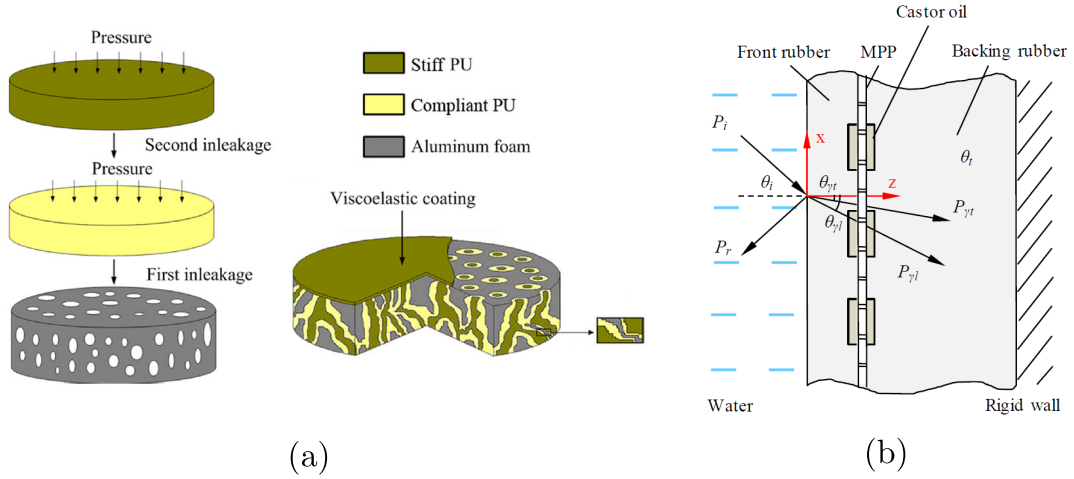 Pressure
Second inleakage
Pressure
First inleakage
Stiff PU
Compliant PU
Aluminum foam
Viscoelastic coating
(a)
Castor oil
Front rubber
MPP
Backing rubber
P_i
x
θ_t
θ_i
θ_γt
z
θ_γl
P_γt
P_r
P_γl
Water
Rigid wall
(b)